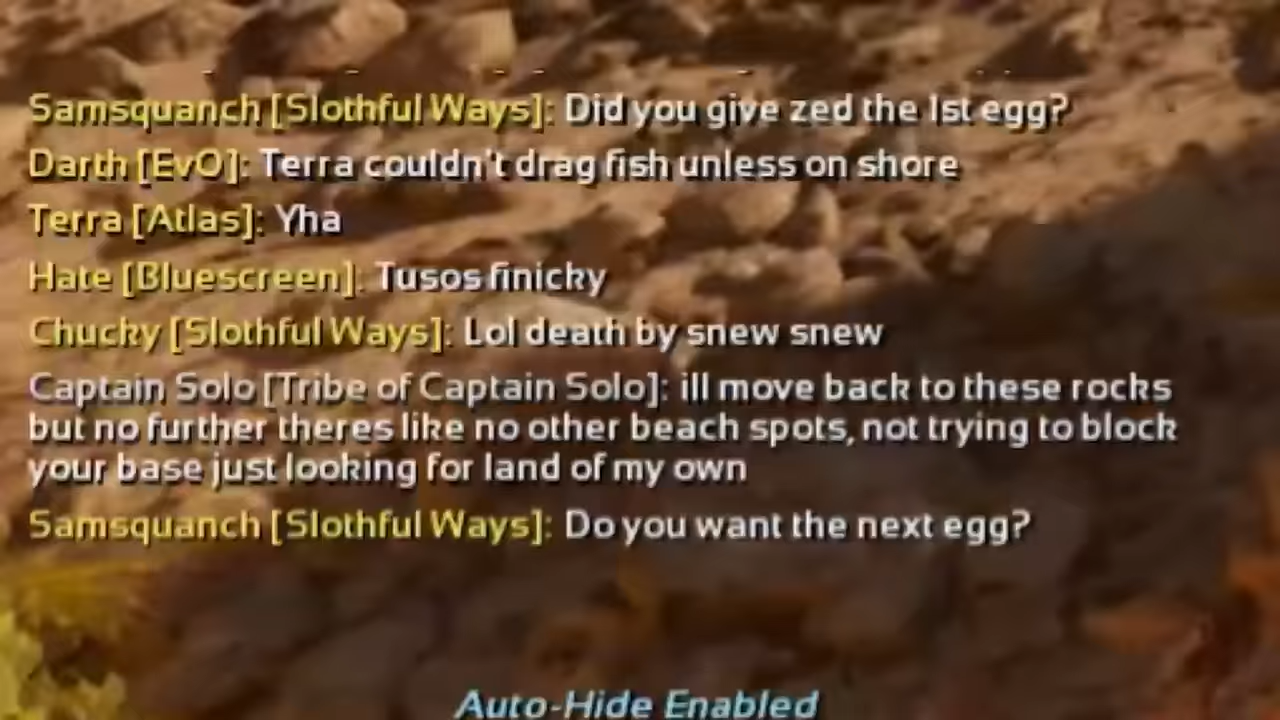 Samsquanch [Slothful Ways]: Did you give zed the 1st egg?
Darth [EvO]: Terra couldn't drag fish unless on shore
Terra [Atlas]: Yha
Hate [Bluescreen]: Tusos finicky
Chucky [Slothful Ways]: Lol death by snew snew
Captain Solo [Tribe of Captain Solo]: ill move back to these rocks
but no further theres like no other beach spots, not trying to block
your base just looking for land of my own
Samsquanch [Slothful Ways]: Do you want the next egg?
Auto-Hide Enabled